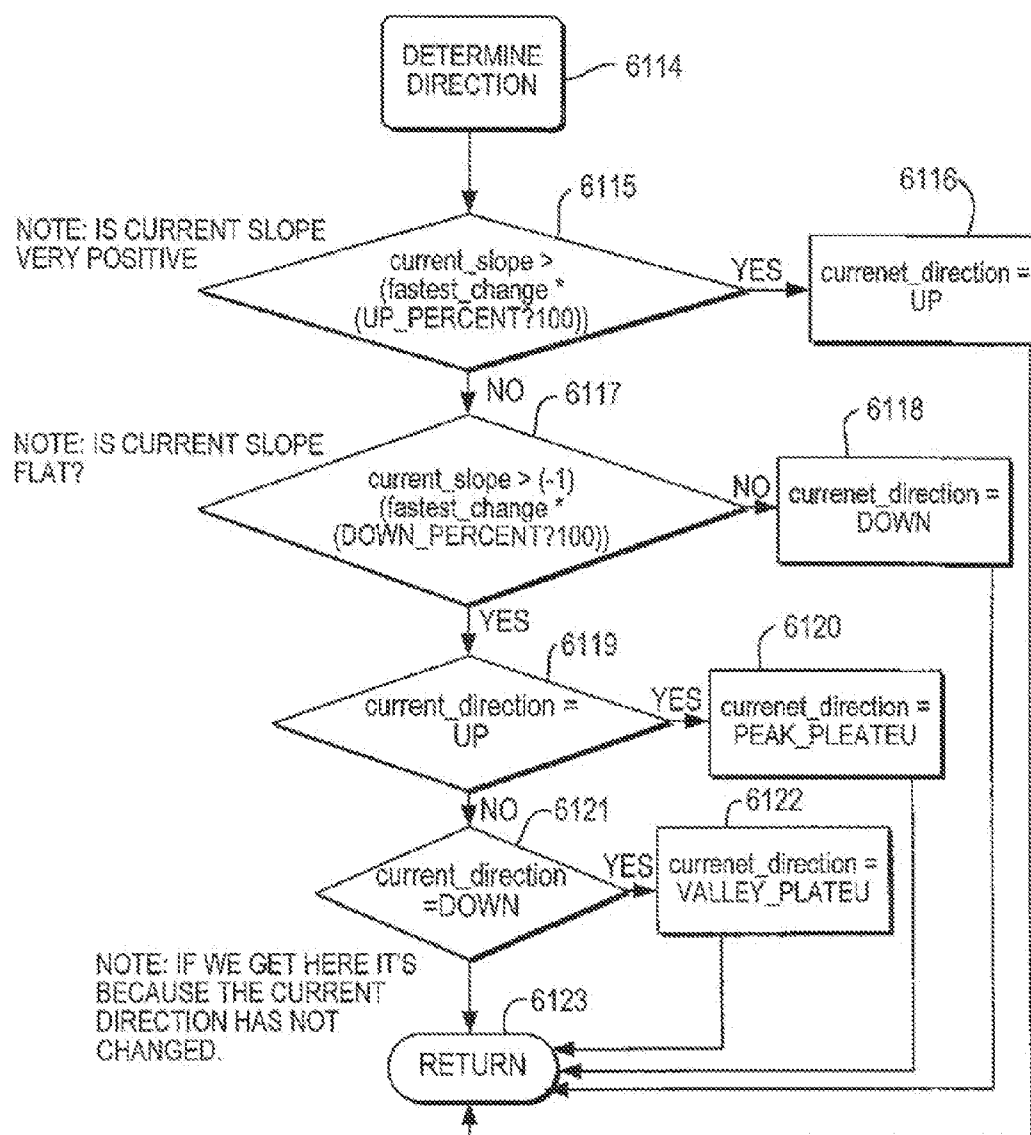 DETERMINE
DIRECTION
6114
6115
NOTE: IS CURRENT SLOPE
VERY POSITIVE
current_slope >
(fastest_change *
(UP_PERCENT?100))
YES
6116
currenet_direction =
UP
NO
6117
NOTE: IS CURRENT SLOPE
FLAT?
current_slope > (-1)
(fastest_change *
(DOWN_PERCENT?100))
NO
6118
currenet_direction =
DOWN
YES
6119
current_direction =
UP
YES
6120
currenet_direction =
PEAK_PLEATEU
NO
6121
current_direction
=DOWN
YES
6122
currenet_direction =
VALLEY_PLATEU
NOTE: IF WE GET HERE IT'S
BECAUSE THE CURRENT
DIRECTION HAS NOT
CHANGED.
6123
RETURN